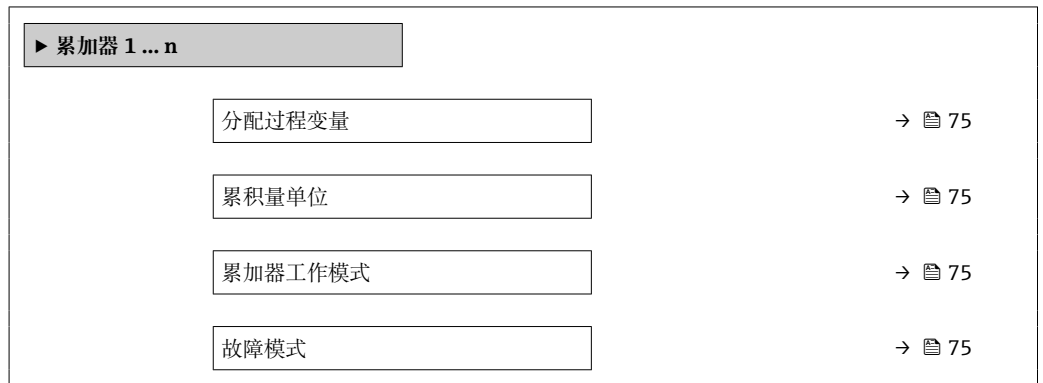 ▶ 累加器 1 ... n
分配过程变量 → 75
累积量单位 → 75
累加器工作模式 → 75
故障模式 → 75